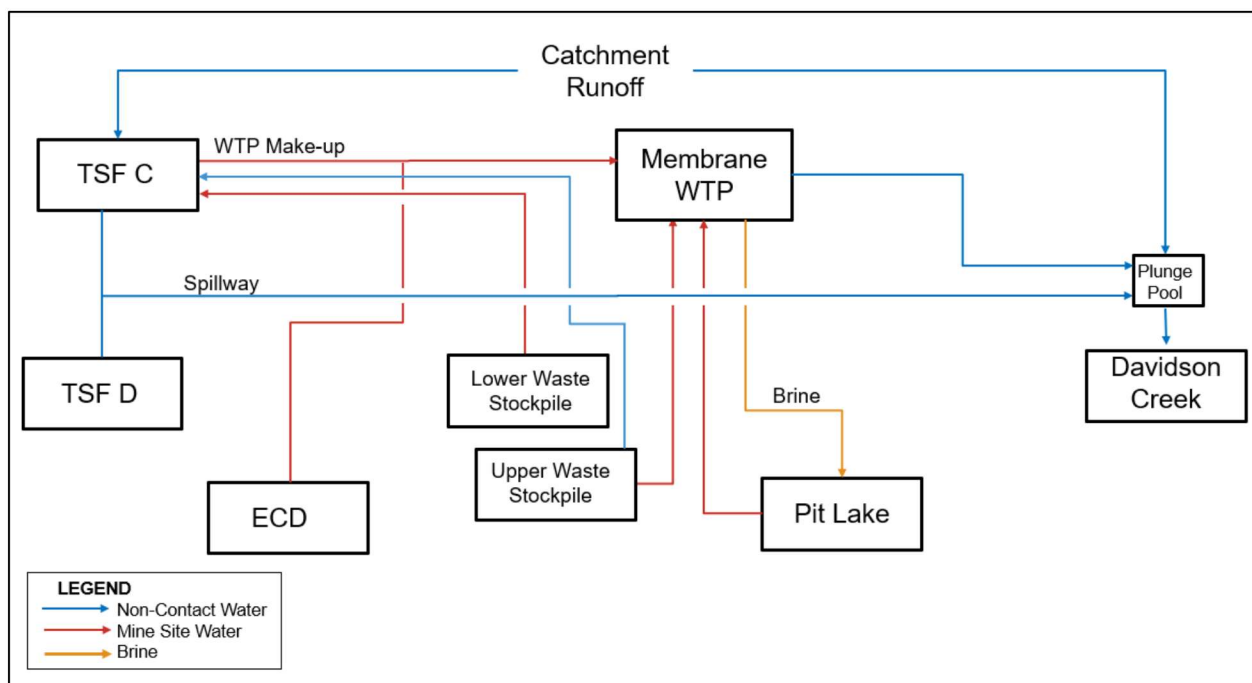 Catchment
Runoff
WTP Make-up
TSF C
Membrane
WTP
Plunge
Pool
Spillway
TSF D
Lower Waste
Stockpile
Davidson
Creek
Brine
Upper Waste
Stockpile
ECD
Pit Lake
LEGEND
Non-Contact Water
Mine Site Water
Brine